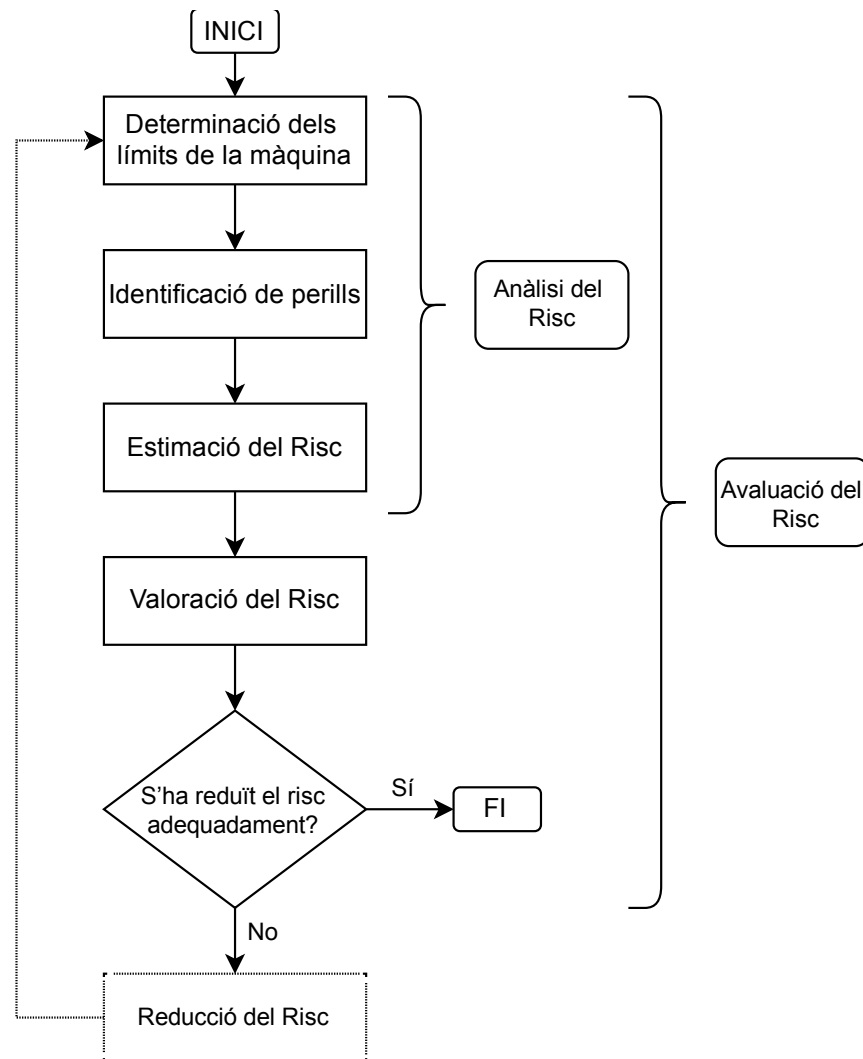 INICI
Determinació dels
límits de la màquina
Identificació de perills
Anàlisi del
Risc
Estimació del Risc
Avaluació del
Risc
Valoració del Risc
S’ha reduït el risc
adequadament?
Sí
FI
No
Reducció del Risc